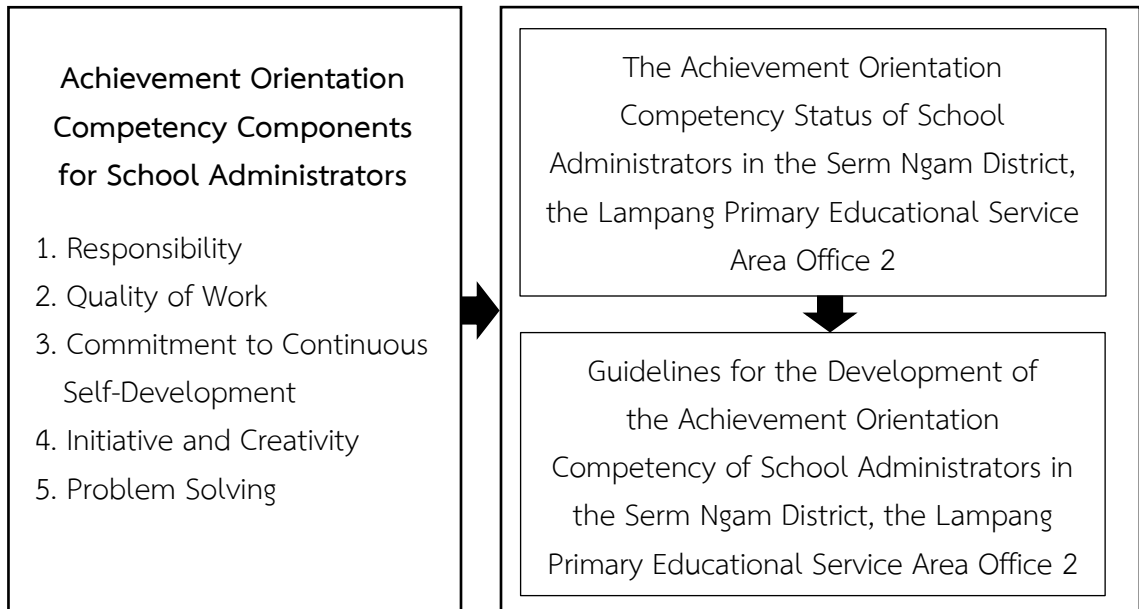 Achievement Orientation
Competency Components
for School Administrators
1. Responsibility
2. Quality of Work
3. Commitment to Continuous
Self-Development
4. Initiative and Creativity
5. Problem Solving
The Achievement Orientation
Competency Status of School
Administrators in the Serm Ngam District,
the Lampang Primary Educational Service
Area Office 2
Guidelines for the Development of
the Achievement Orientation
Competency of School Administrators in
the Serm Ngam District, the Lampang
Primary Educational Service Area Office 2